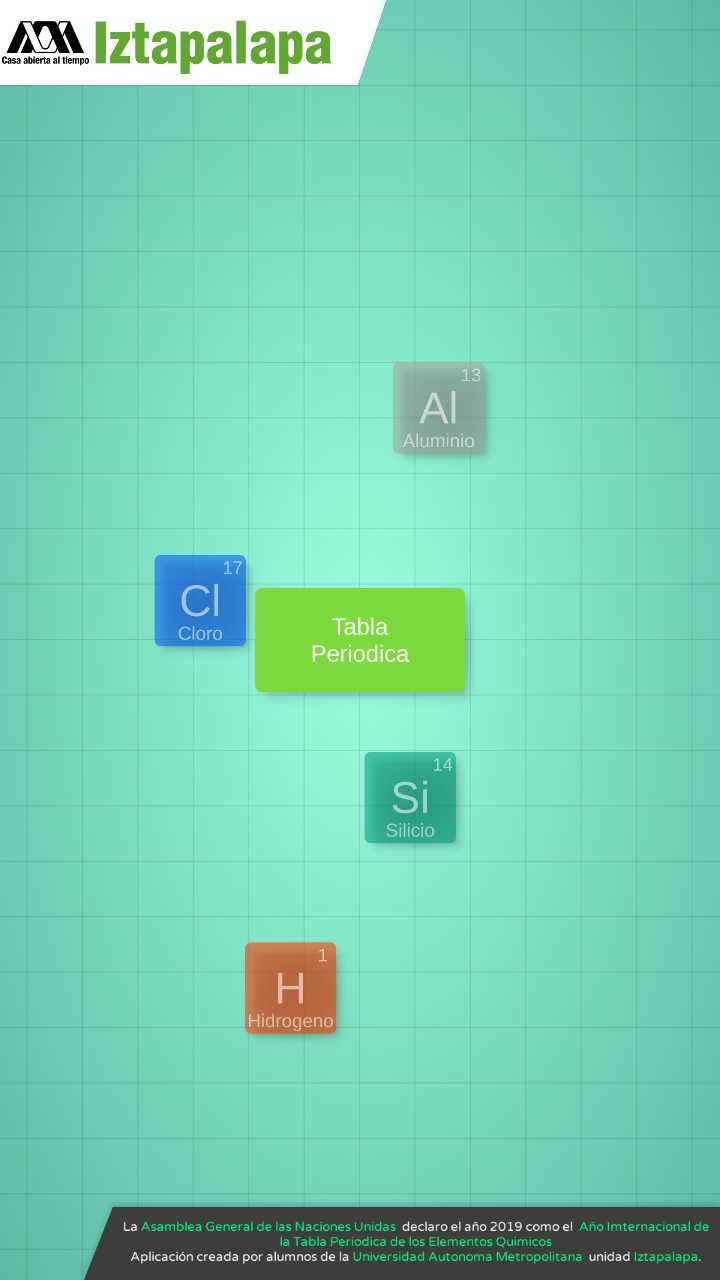 Iztapalapa
Casa abierta al tiempo
13
Al
Aluminio
17
Cl
Cloro
Tabla
Periodica
14
Si
Silicio
1
H
Hidrogeno
La Asamblea General de las Naciones Unidas declaro el año 2019 como el Año Imternacional de
la Tabla Periodica de los Elementos Quimicos
Aplicación creada por alumnos de la Universidad Autonoma Metropolitana unidad Iztapalapa.